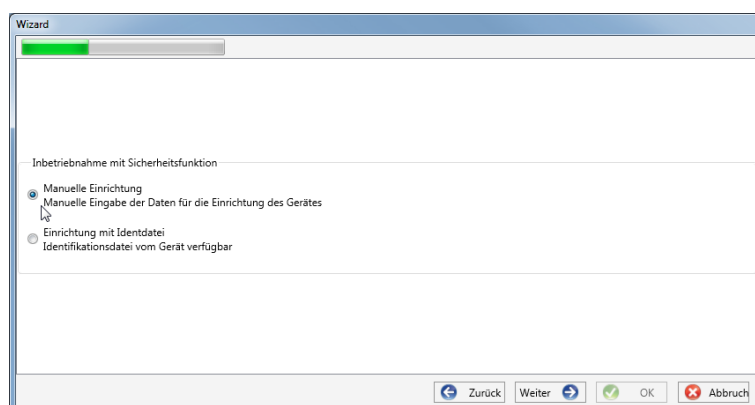 Wizard
Inbetriebnahme mit Sicherheitsfunktion
Manuelle Einrichtung
Manuelle Eingabe der Daten für die Einrichtung des Gerätes
Einrichtung mit Identdatei
Identifikationsdatei vom Gerät verfügbar
Zurück Weiter OK Abbruch